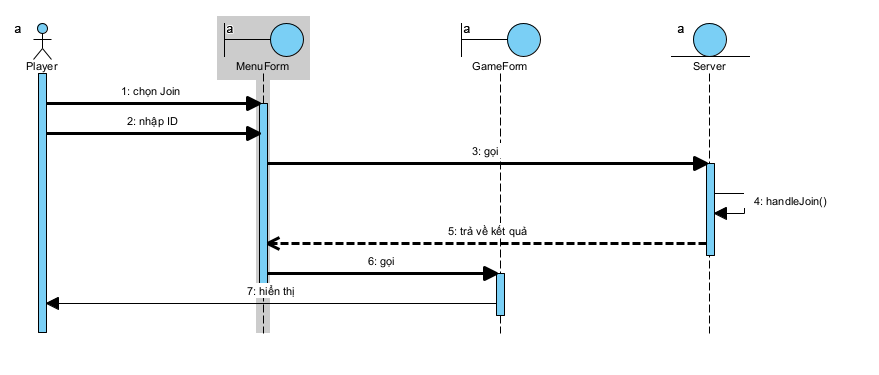 a
a
a
a
Player
MenuForm
GameForm
Server
1: chọn Join
2: nhập ID
3: gọi
4: handleJoin()
5: trả về kết quả
6: gọi
7: hiển thị